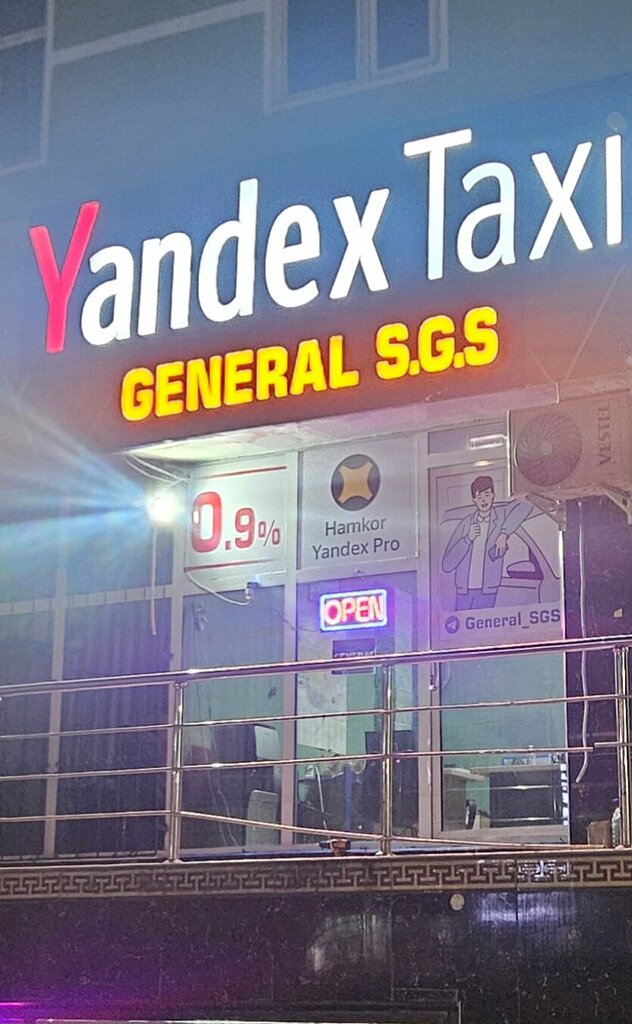 Yandex Taxi
GENERAL S.G.S
VESTEL
0.9%
Hamkor
Yandex Pro
OPEN
General_SGS